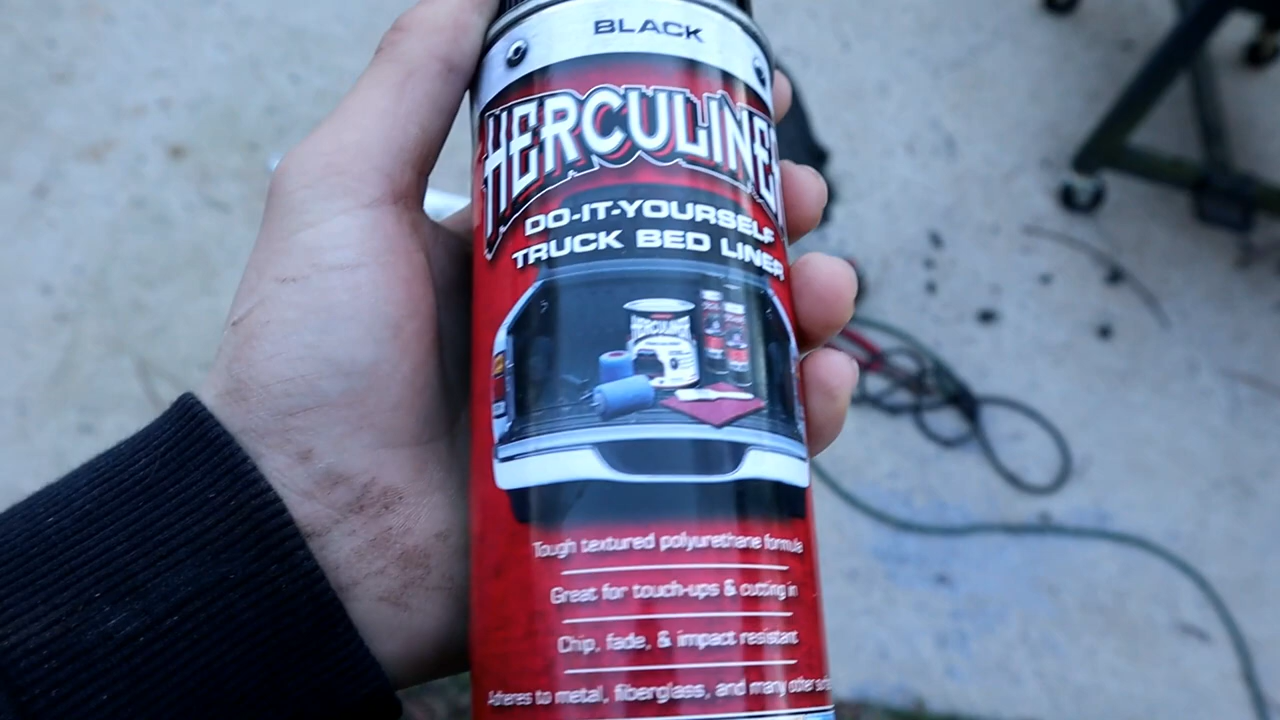 BLACK
HERCULINE
DO-IT-YOURSELF
TRUCK BED LINER
HERCULINER
Tough textured polyurethane formula
Great for touch-ups & cutting in
Chip, fade, & impact resistant
Adheres to metal, fiberglass, and many other